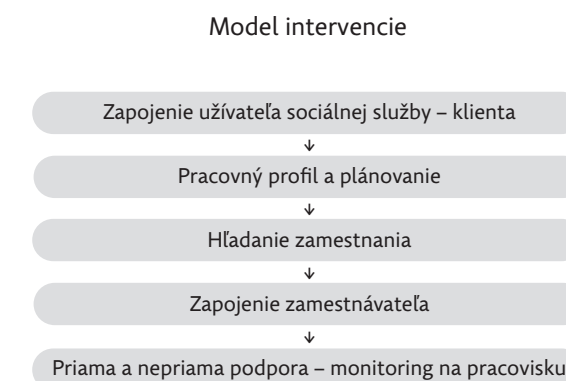 Model intervencie
Zapojenie užívateľa sociálnej služby – klienta
Pracovný profil a plánovanie
Hľadanie zamestnania
Zapojenie zamestnávateľa
Priama a nepriama podpora – monitoring na pracovisku